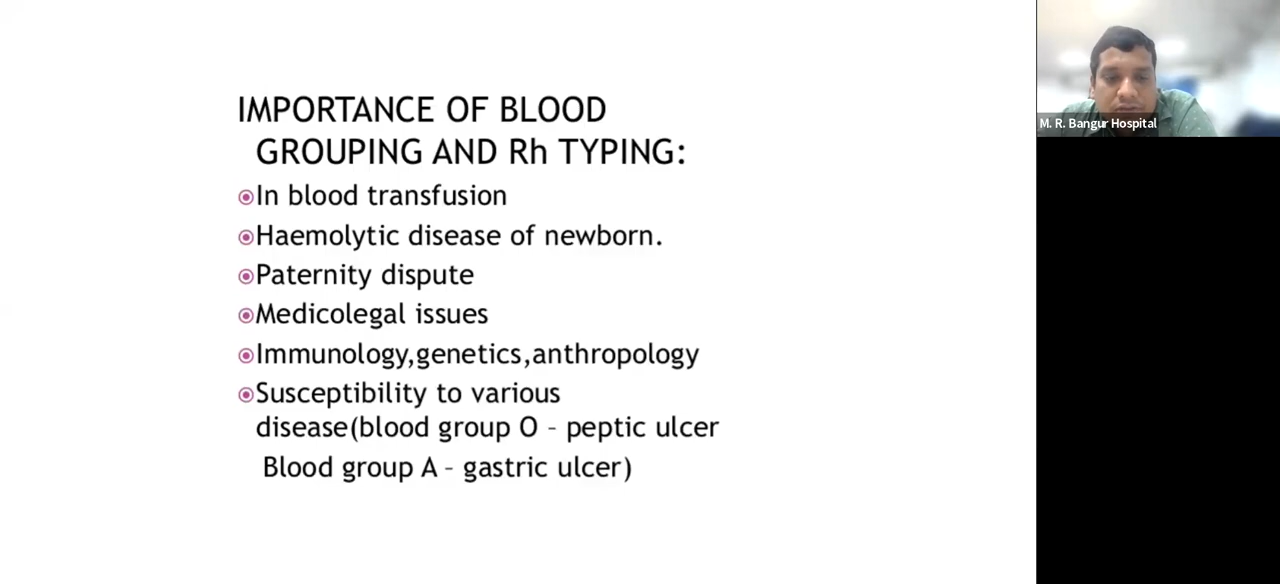 IMPORTANCE OF BLOOD
GROUPING AND Rh TYPING:
In blood transfusion
Haemolytic disease of newborn.
Paternity dispute
Medicolegal issues
Immunology,genetics,anthropology
Susceptibility to various
disease(blood group O – peptic ulcer
Blood group A – gastric ulcer)
M. R. Bangur Hospital